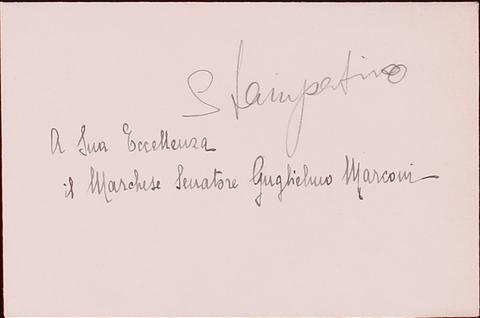 Stampatino
A Sua Eccellenza
il Marchese Senatore Guglielmo Marconi